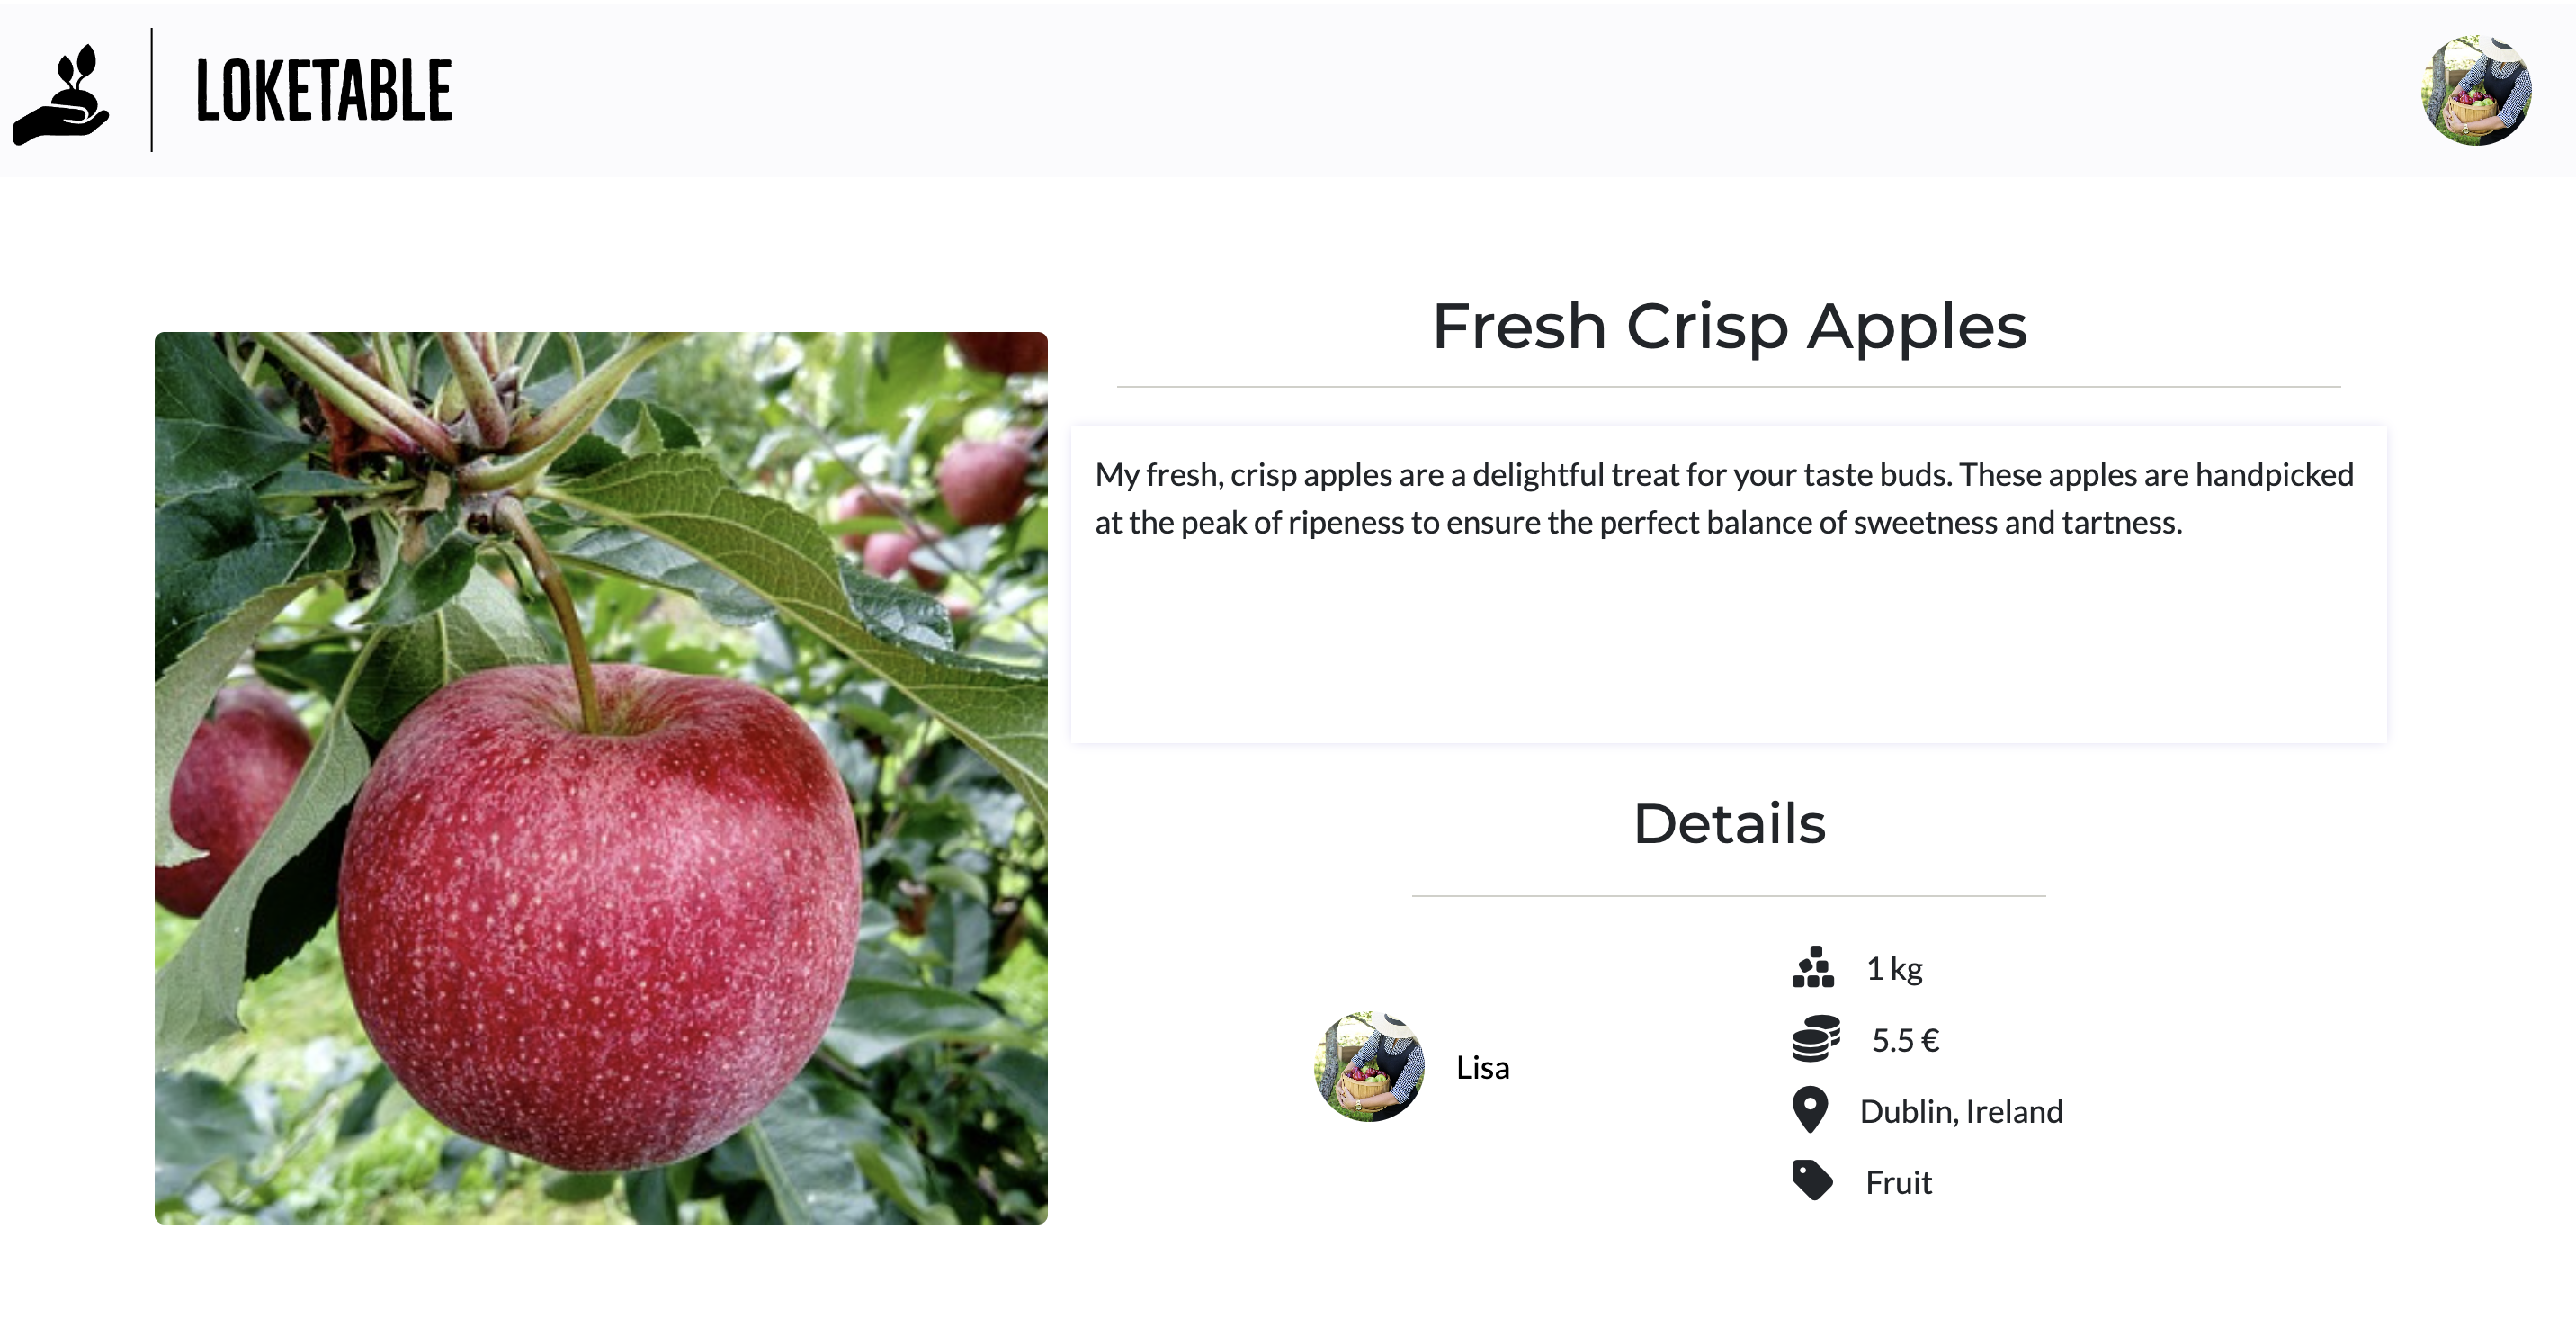 LOKETABLE
Fresh Crisp Apples
My fresh, crisp apples are a delightful treat for your taste buds. These apples are handpicked
at the peak of ripeness to ensure the perfect balance of sweetness and tartness.
Details
Lisa
1 kg
5.5 €
Dublin, Ireland
Fruit